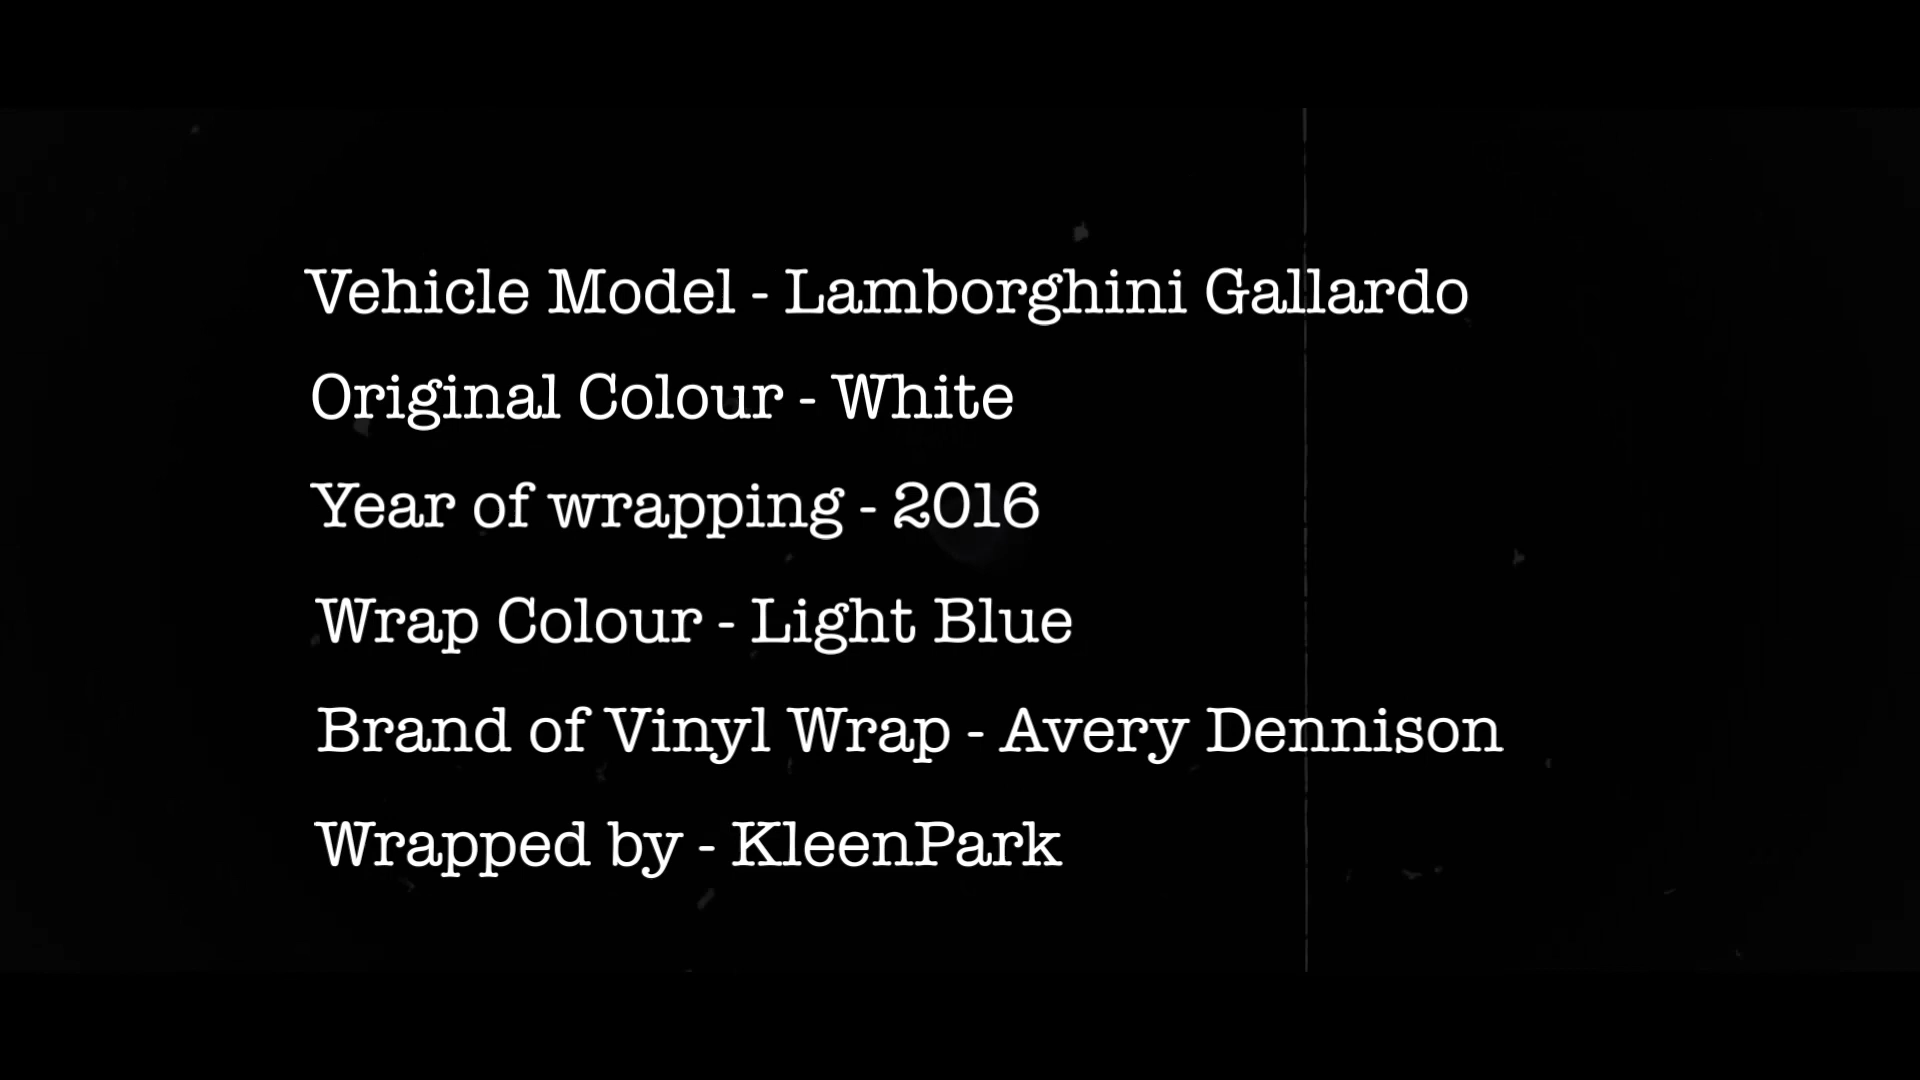 Vehicle Model - Lamborghini Gallardo
Original Colour - White
Year of wrapping - 2016
Wrap Colour - Light Blue
Brand of Vinyl Wrap - Avery Dennison
Wrapped by - KleenPark